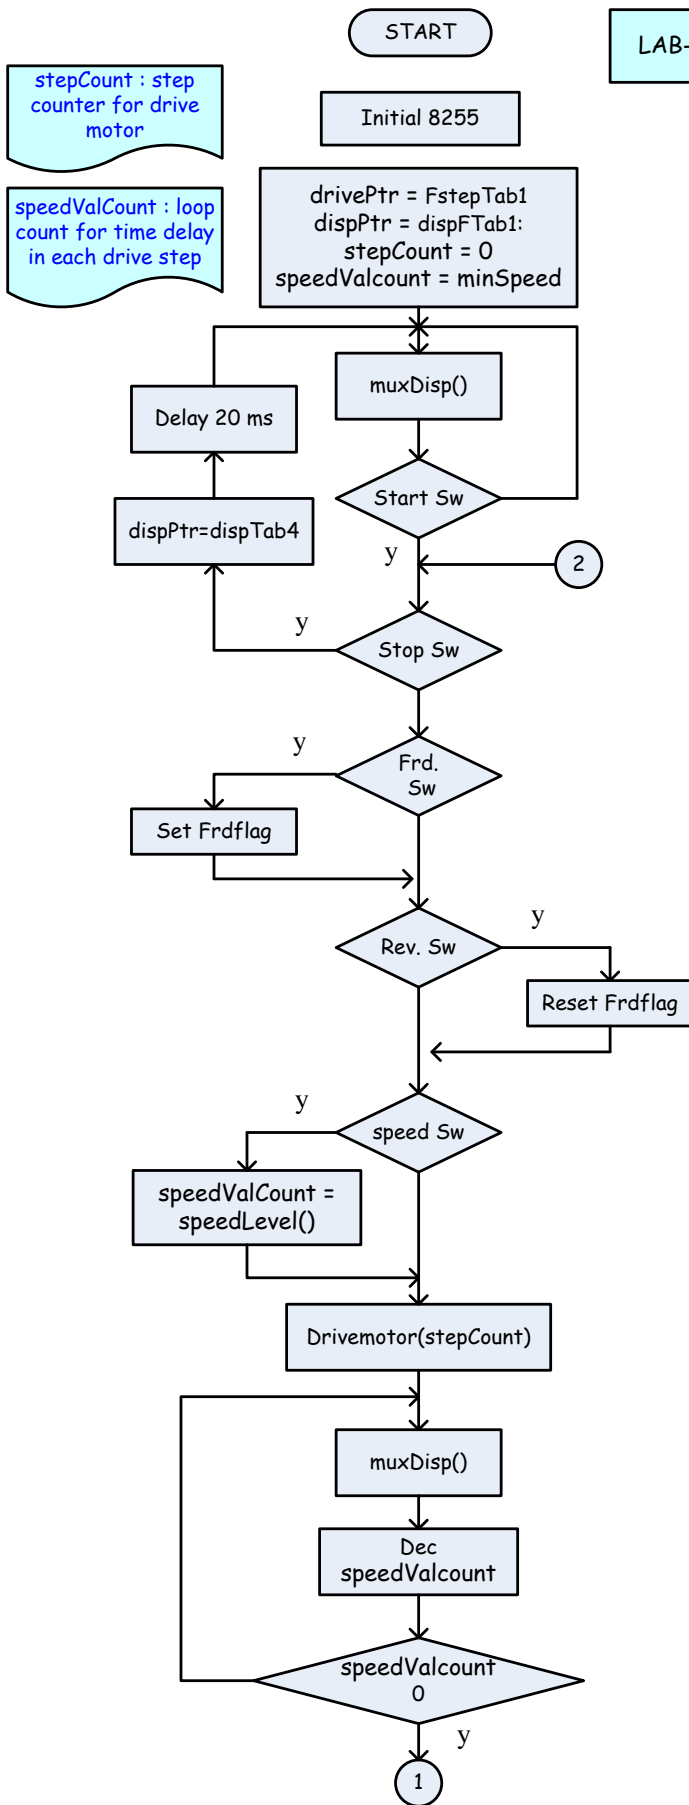 START
LAB-
stepCount : step
counter for drive
motor
Initial 8255
speedValCount : loop
count for time delay
in each drive step
drivePtr = FstepTab1
dispPtr = dispFTab1:
stepCount = 0
speedValcount = minSpeed
muxDisp()
Delay 20 ms
Start Sw
dispPtr=dispTab4
y
2
y
Stop Sw
y
Frd.
Sw
Set Frdflag
y
Rev. Sw
Reset Frdflag
y
speed Sw
speedValCount =
speedLevel()
Drivemotor(stepCount)
muxDisp()
Dec
speedValcount
speedValcount
0
y
1